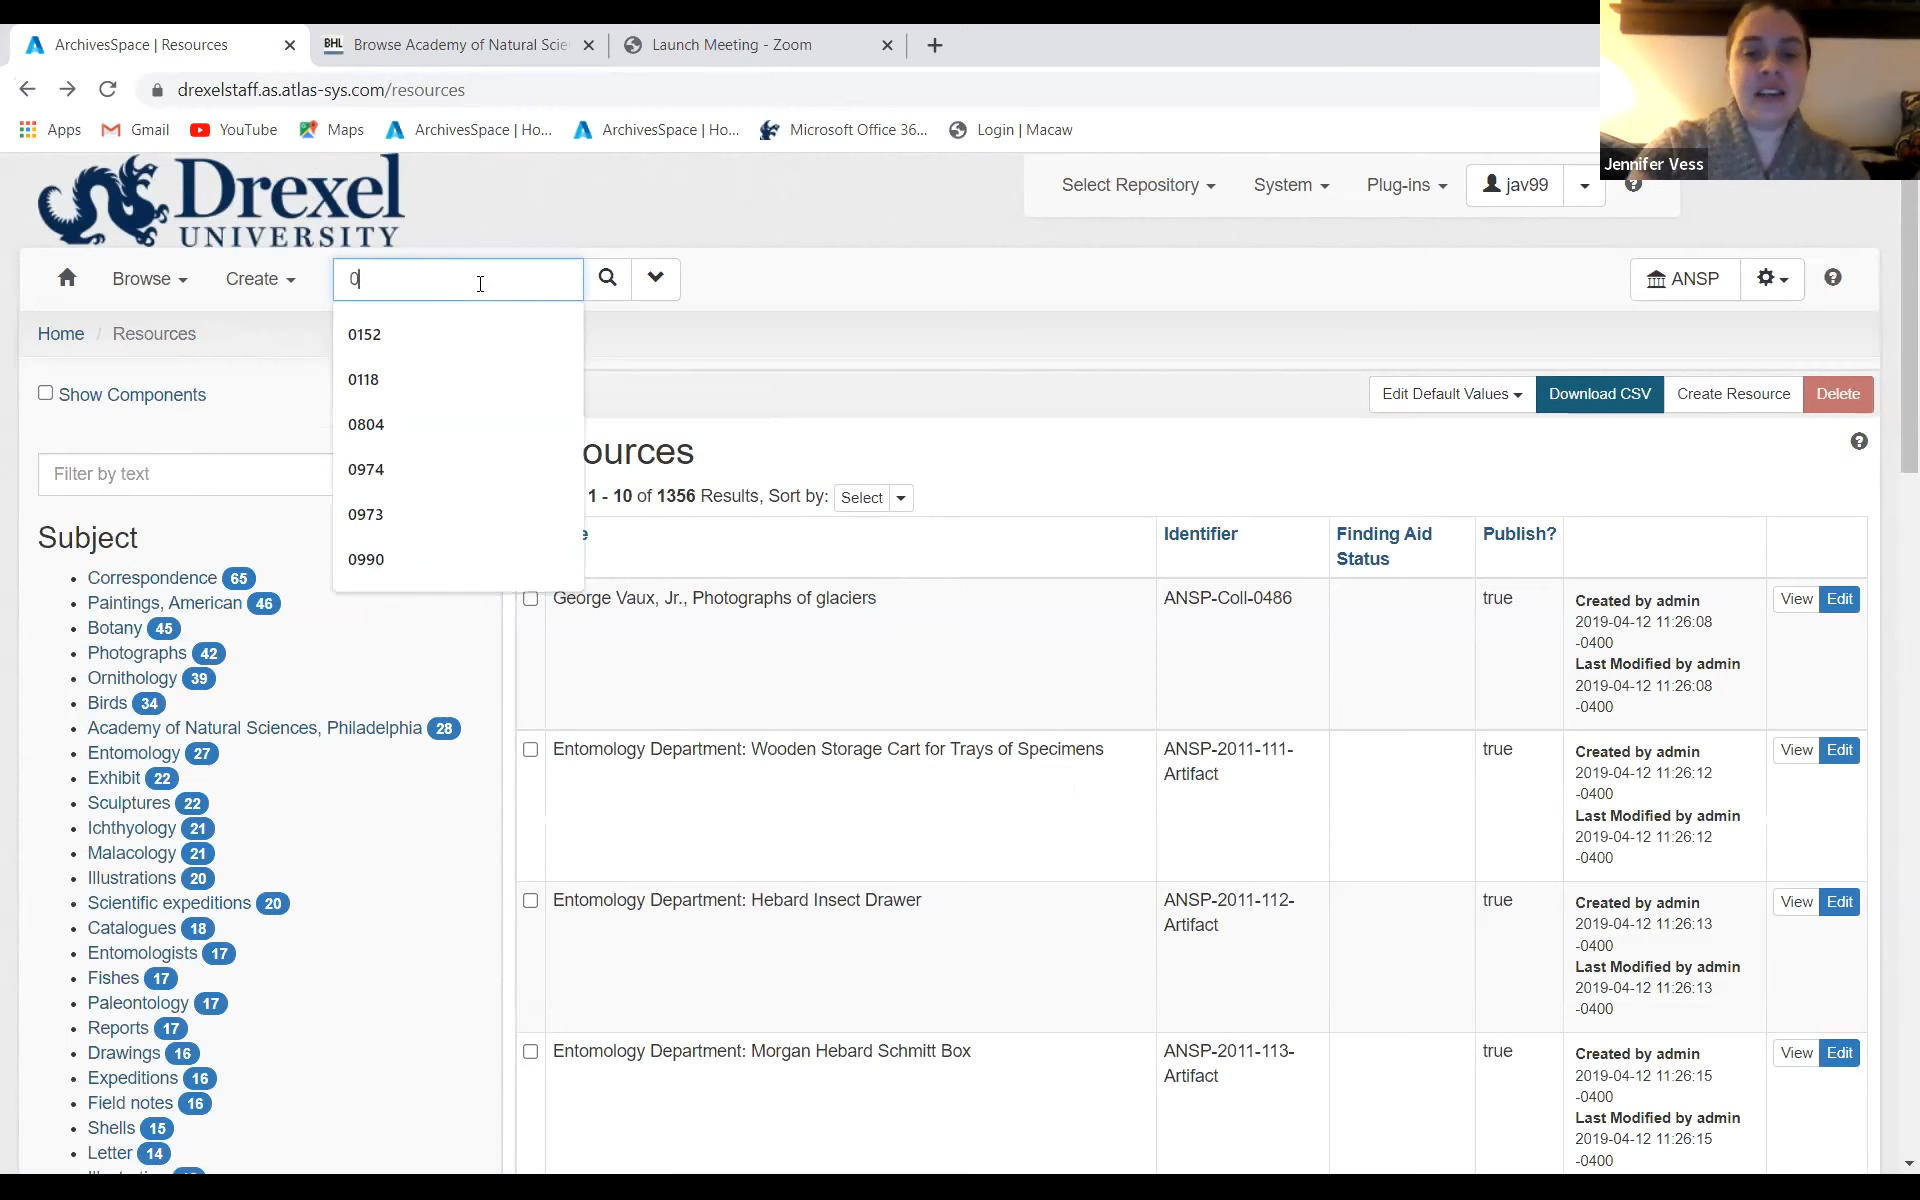 ArchivesSpace | Resources
BHL Browse Academy of Natural Scie
Launch Meeting - Zoom
drexelstaff.as.atlas-sys.com/resources
Apps
Gmail
YouTube
Maps
ArchivesSpace | Ho...
ArchivesSpace | Ho...
Microsoft Office 36...
Login | Macaw
Jennifer Vess
Drexel
UNIVERSITY
Select Repository
System
Plug-ins
jav99
Browse
Create
0
ANSP
Home / Resources
0152
0118
0804
0974
0973
0990
Show Components
Filter by text
Edit Default Values
Download CSV
Create Resource
Delete
Subject
Correspondence 65
Paintings, American 46
Botany 45
Photographs 42
Ornithology 39
Birds 34
Academy of Natural Sciences, Philadelphia 28
Entomology 27
Exhibit 22
Sculptures 22
Ichthyology 21
Malacology 21
Illustrations 20
Scientific expeditions 20
Catalogues 18
Entomologists 17
Fishes 17
Paleontology 17
Reports 17
Drawings 16
Expeditions 16
Field notes 16
Shells 15
Letter 14
ources
1 - 10 of 1356 Results, Sort by: Select
e
Identifier
Finding Aid
Status
Publish?
George Vaux, Jr., Photographs of glaciers
ANSP-Coll-0486
true
Created by admin
2019-04-12 11:26:08
-0400
Last Modified by admin
2019-04-12 11:26:08
-0400
View Edit
Entomology Department: Wooden Storage Cart for Trays of Specimens
ANSP-2011-111-
Artifact
true
Created by admin
2019-04-12 11:26:12
-0400
Last Modified by admin
2019-04-12 11:26:12
-0400
View Edit
Entomology Department: Hebard Insect Drawer
ANSP-2011-112-
Artifact
true
Created by admin
2019-04-12 11:26:13
-0400
Last Modified by admin
2019-04-12 11:26:13
-0400
View Edit
Entomology Department: Morgan Hebard Schmitt Box
ANSP-2011-113-
Artifact
true
Created by admin
2019-04-12 11:26:15
-0400
Last Modified by admin
2019-04-12 11:26:15
-0400
View Edit